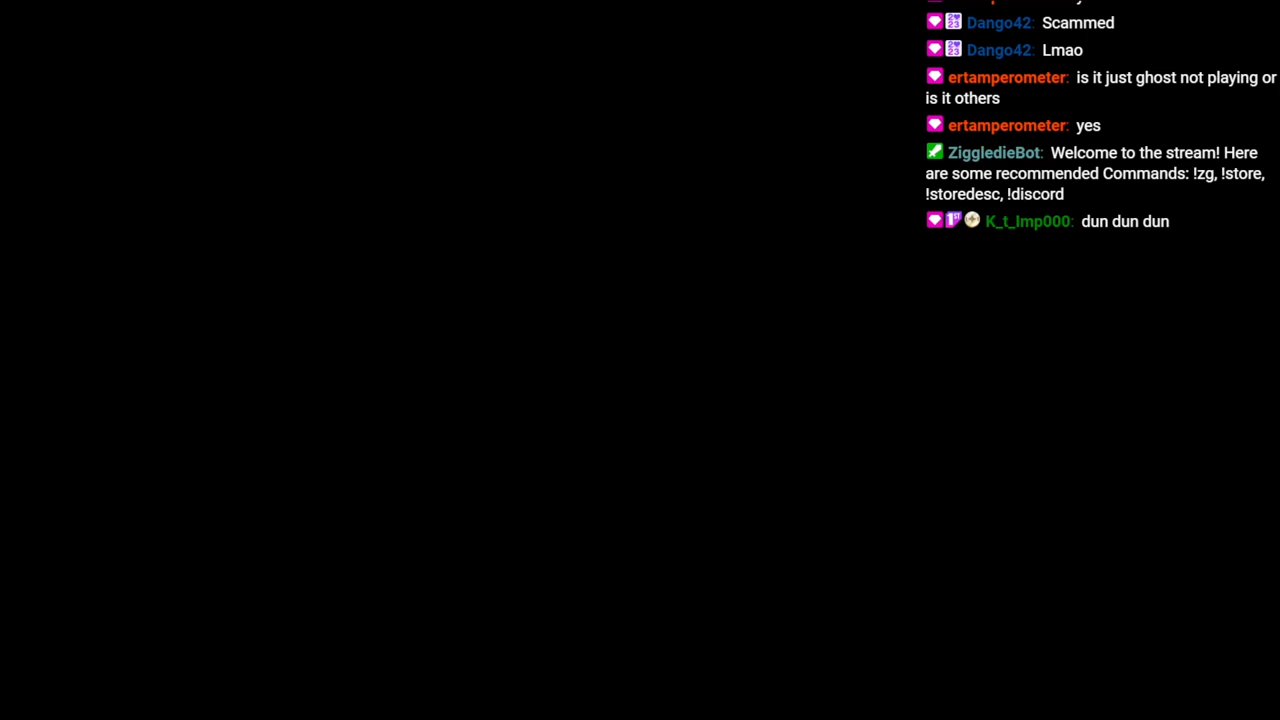 Dango42: Scammed
Dango42: Lmao
ertamperometer: is it just ghost not playing or
is it others
ertamperometer: yes
ZiggledieBot: Welcome to the stream! Here
are some recommended Commands: !zg, !store,
!storedesc, !discord
K_t_Imp000: dun dun dun